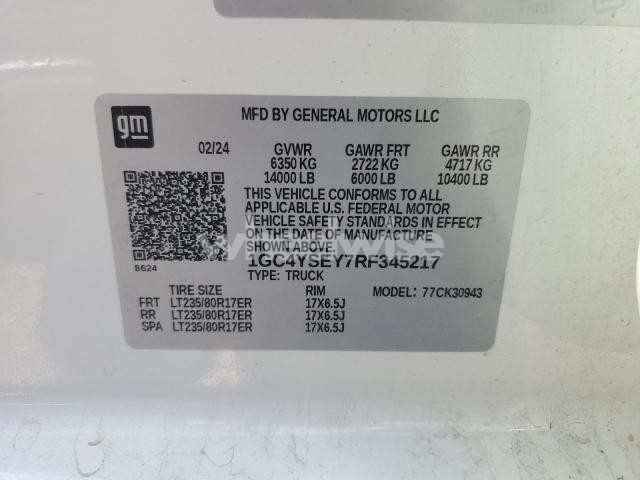 gm
MFD BY GENERAL MOTORS LLC
02/24 GVWR GAWR FRT GAWR RR
6350 KG 2722 KG 4717 KG
14000 LB 6000 LB 10400 LB
THIS VEHICLE CONFORMS TO ALL
APPLICABLE U.S. FEDERAL MOTOR
VEHICLE SAFETY STANDARDS IN EFFECT
ON THE DATE OF MANUFACTURE
SHOWN ABOVE.
1GC4YSEY7RF345217
8624
TYPE: TRUCK
TIRE SIZE RIM MODEL: 77CK30943
FRT LT235/80R17ER 17X6.5J
RR LT235/80R17ER 17X6.5J
SPA LT235/80R17ER 17X6.5J